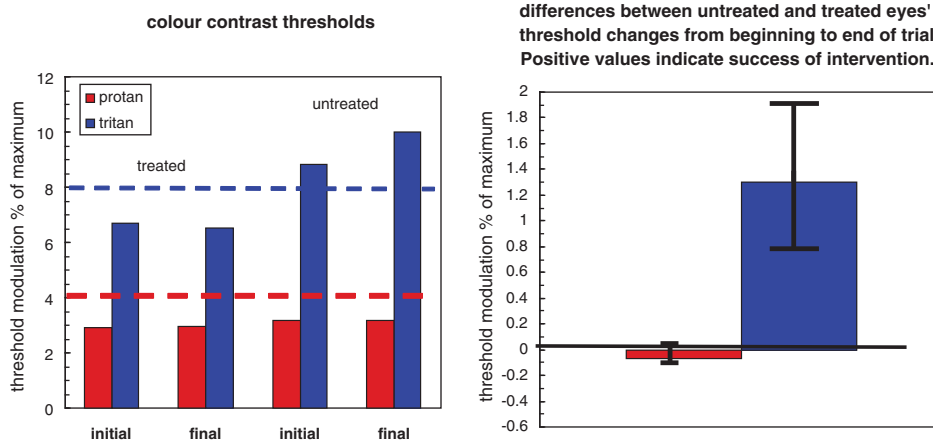 colour contrast thresholds
threshold modulation % of maximum
12
10
8
6
4
2
0
protan
tritan
treated
untreated
initial final initial final
differences between untreated and treated eyes'
threshold changes from beginning to end of trial
Positive values indicate success of intervention.
threshold modulation % of maximum
2
1.8
1.6
1.4
1.2
1
0.8
0.6
0.4
0.2
0
-0.2
-0.4
-0.6